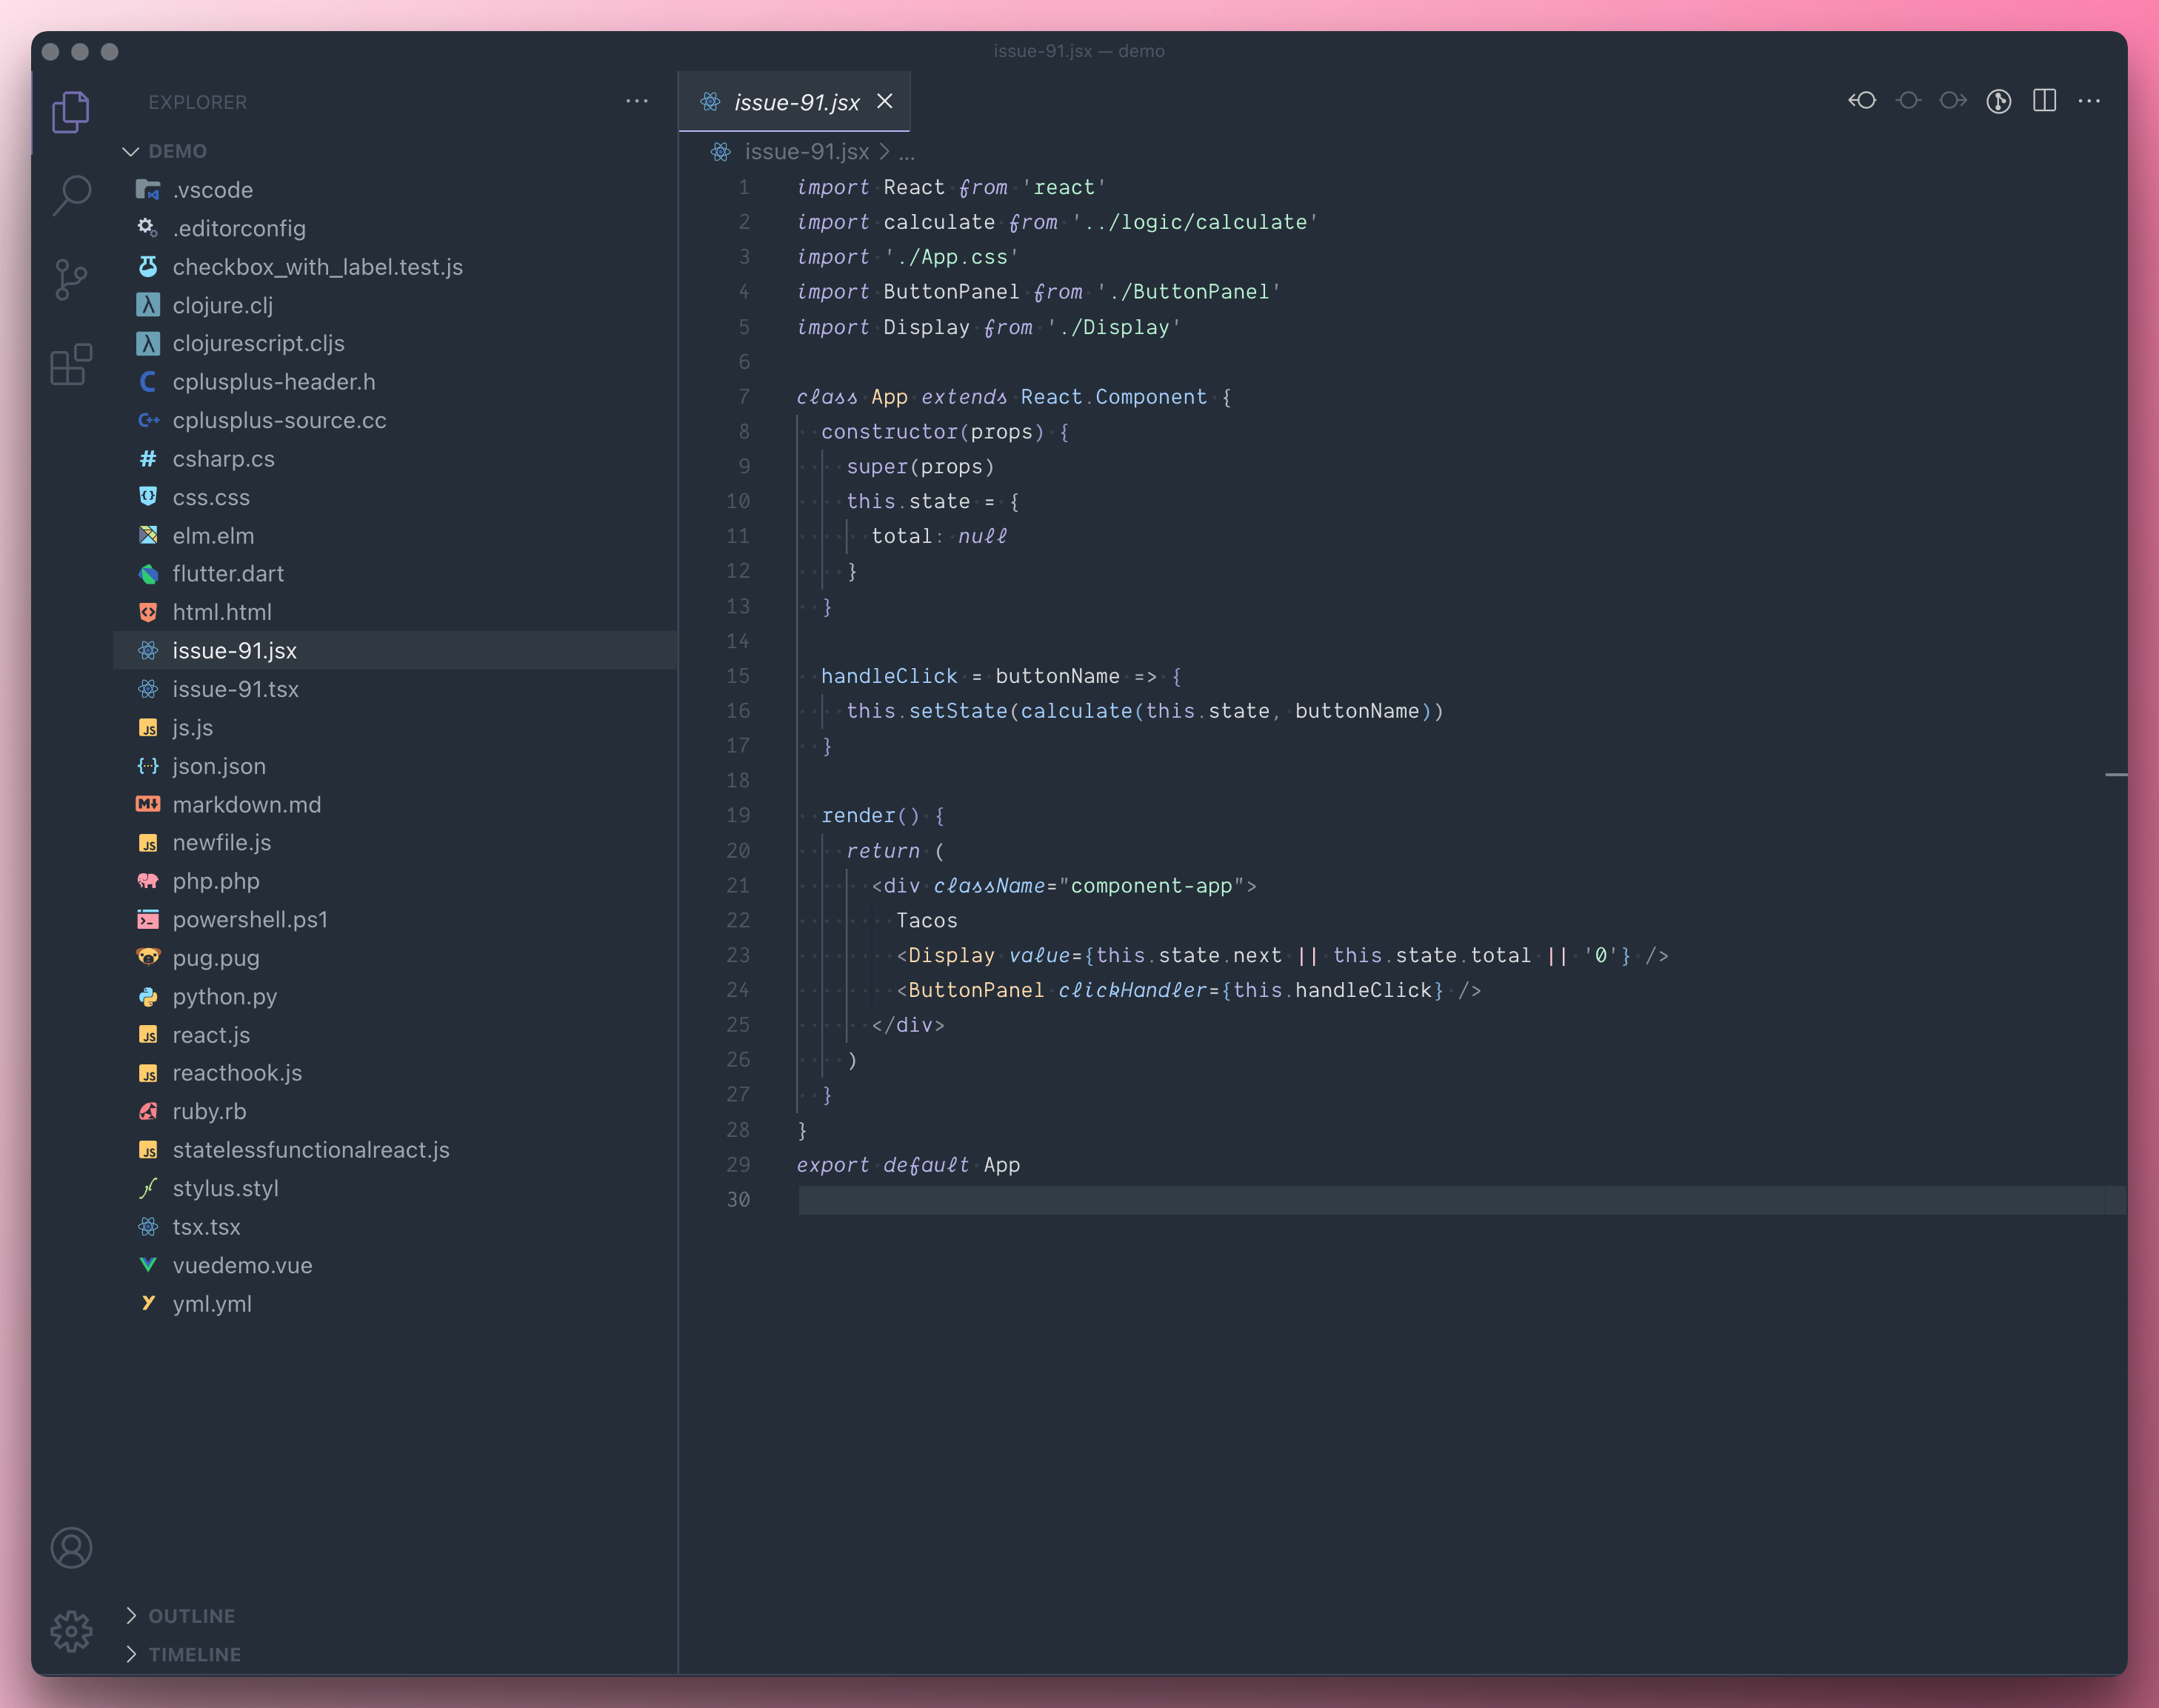 issue-91.jsx — demo
EXPLORER
DEMO
.vscode
.editorconfig
checkbox_with_label.test.js
clojure.clj
clojurescript.cljs
cplusplus-header.h
cplusplus-source.cc
csharp.cs
css.css
elm.elm
flutter.dart
html.html
issue-91.jsx
issue-91.tsx
js.js
json.json
markdown.md
newfile.js
php.php
powershell.ps1
pug.pug
python.py
react.js
reacthook.js
ruby.rb
statelessfunctionalreact.js
stylus.styl
tsx.tsx
vuedemo.vue
yml.yml
OUTLINE
TIMELINE
issue-91.jsx
issue-91.jsx > ...
1 import React from 'react'
2 import calculate from '../logic/calculate'
3 import './App.css'
4 import ButtonPanel from './ButtonPanel'
5 import Display from './Display'
6
7 class App extends React.Component {
8   constructor(props) {
9     super(props)
10     this.state = {
11       total: null
12     }
13   }
14
15   handleClick = buttonName => {
16     this.setState(calculate(this.state, buttonName))
17   }
18
19   render() {
20     return (
21       <div className="component-app">
22         Tacos
23         <Display value={this.state.next || this.state.total || '0'} />
24         <ButtonPanel clickHandler={this.handleClick} />
25       </div>
26     )
27   }
28 }
29 export default App
30